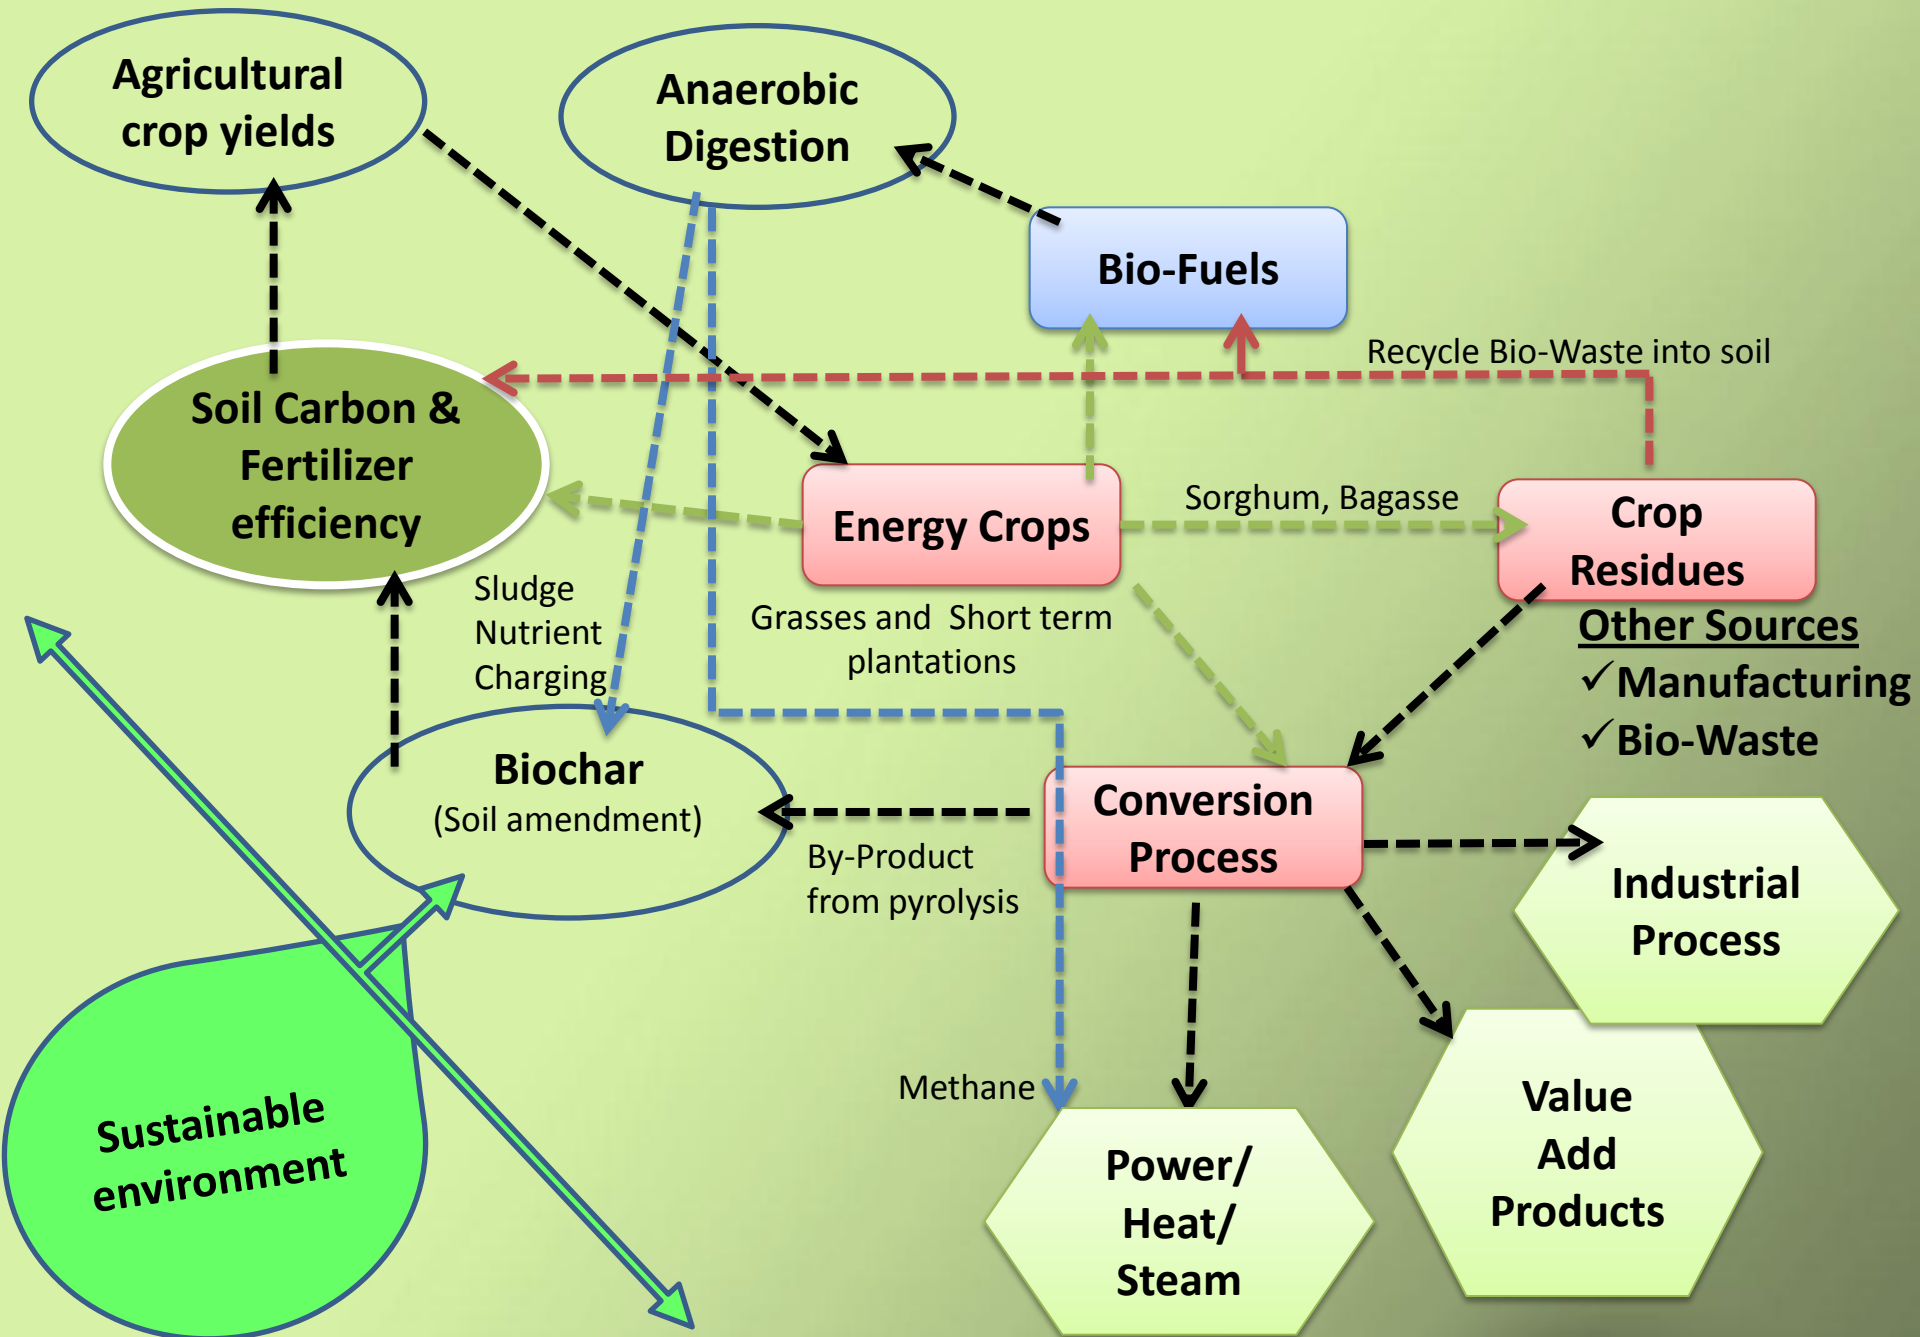 Agricultural
crop yields
Anaerobic
Digestion
Bio-Fuels
Recycle Bio-Waste into soil
Soil Carbon &
Fertilizer
efficiency
Energy Crops
Sorghum, Bagasse
Crop
Residues
Sludge
Nutrient
Charging
Grasses and Short term
plantations
Other Sources
✓Manufacturing
✓Bio-Waste
Biochar
(Soil amendment)
By-Product
from pyrolysis
Conversion
Process
Industrial
Process
Sustainable
environment
Methane
Power/
Heat/
Steam
Value
Add
Products